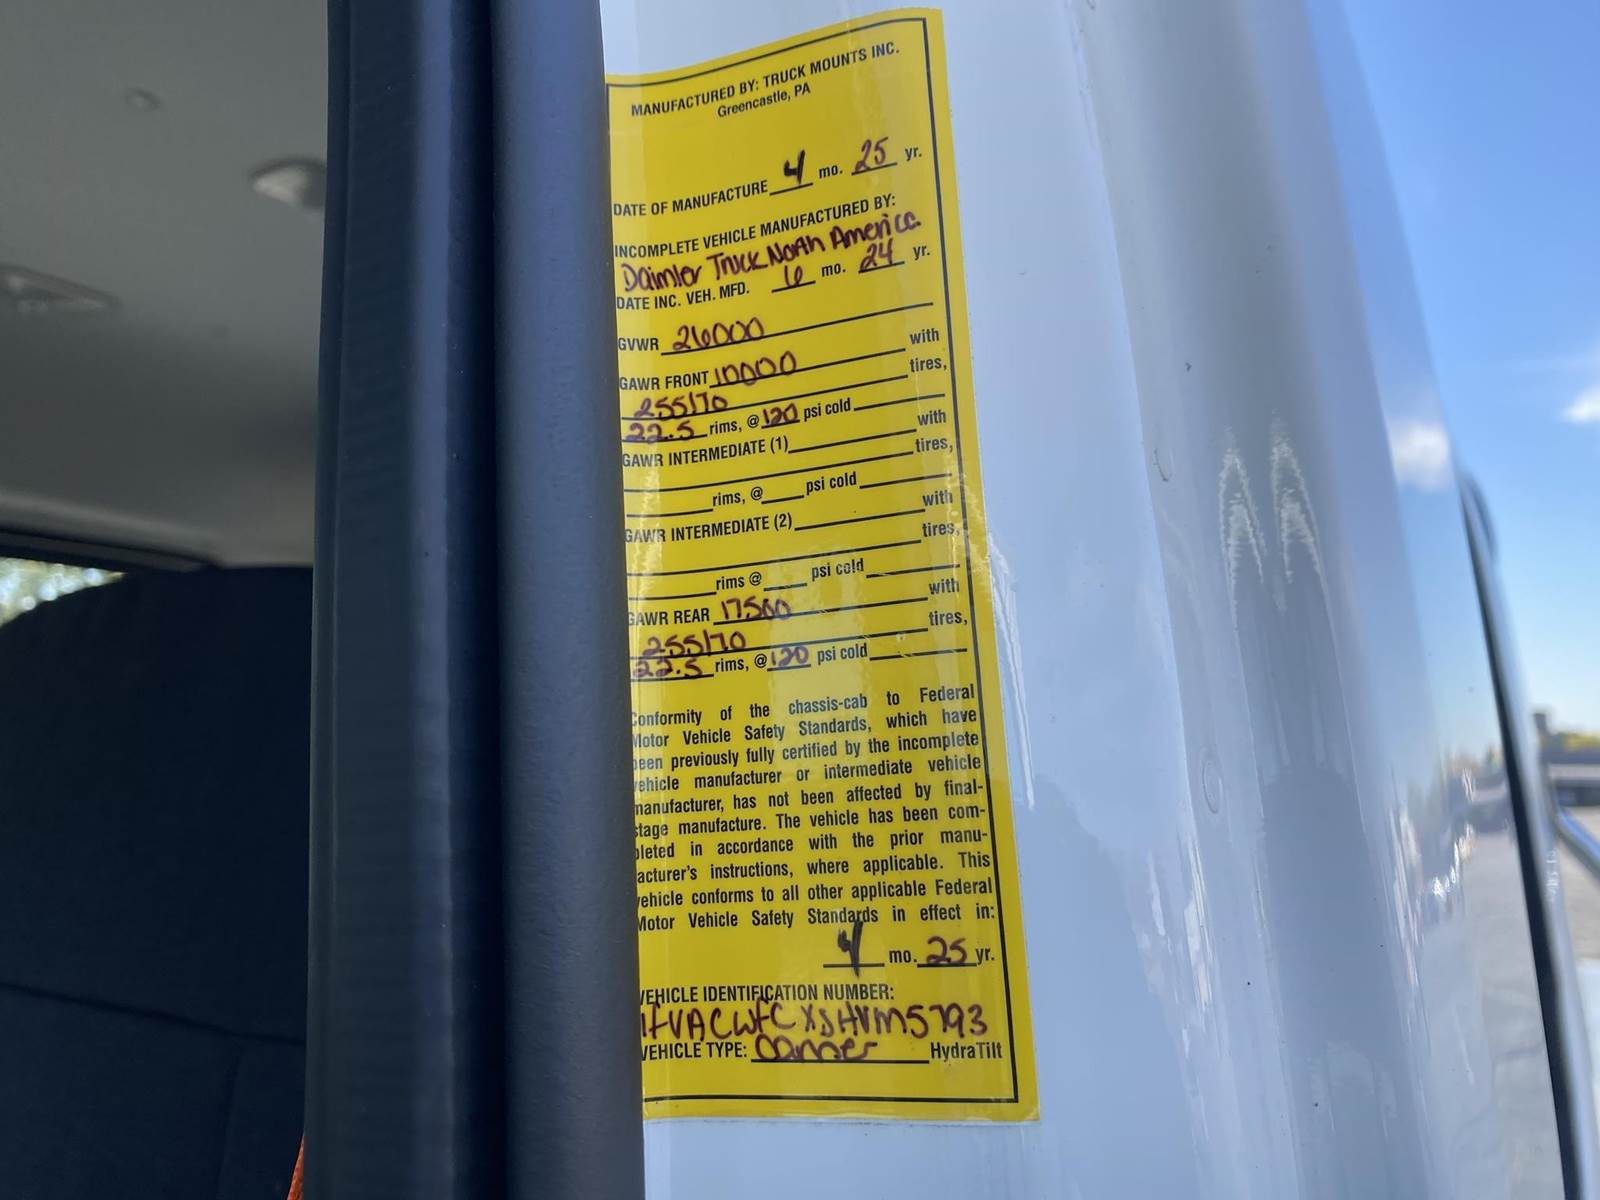 MANUFACTURED BY: TRUCK MOUNTS INC.
Greencastle, PA
DATE OF MANUFACTURE 4 mo. 25 yr.
INCOMPLETE VEHICLE MANUFACTURED BY:
Daimler Truck North America
DATE INC. VEH. MFD. 6 mo. 24 yr.
GVWR 26000
GAWR FRONT 10000 with
255/70 tires,
22.5 rims, @ 120 psi cold
GAWR INTERMEDIATE (1) with
tires,
rims, @ psi cold
GAWR INTERMEDIATE (2) with
tires,
rims @ psi cold
GAWR REAR 17500 with
255/70 tires,
22.5 rims, @ 120 psi cold
Conformity of the chassis-cab to Federal
Motor Vehicle Safety Standards, which have
been previously fully certified by the incomplete
vehicle manufacturer or intermediate vehicle
manufacturer, has not been affected by final-
stage manufacture. The vehicle has been com-
pleted in accordance with the prior manu-
facturer's instructions, where applicable. This
vehicle conforms to all other applicable Federal
Motor Vehicle Safety Standards in effect in:
4 mo. 25 yr.
VEHICLE IDENTIFICATION NUMBER:
VEHICLE TYPE: Carrier HydraTilt